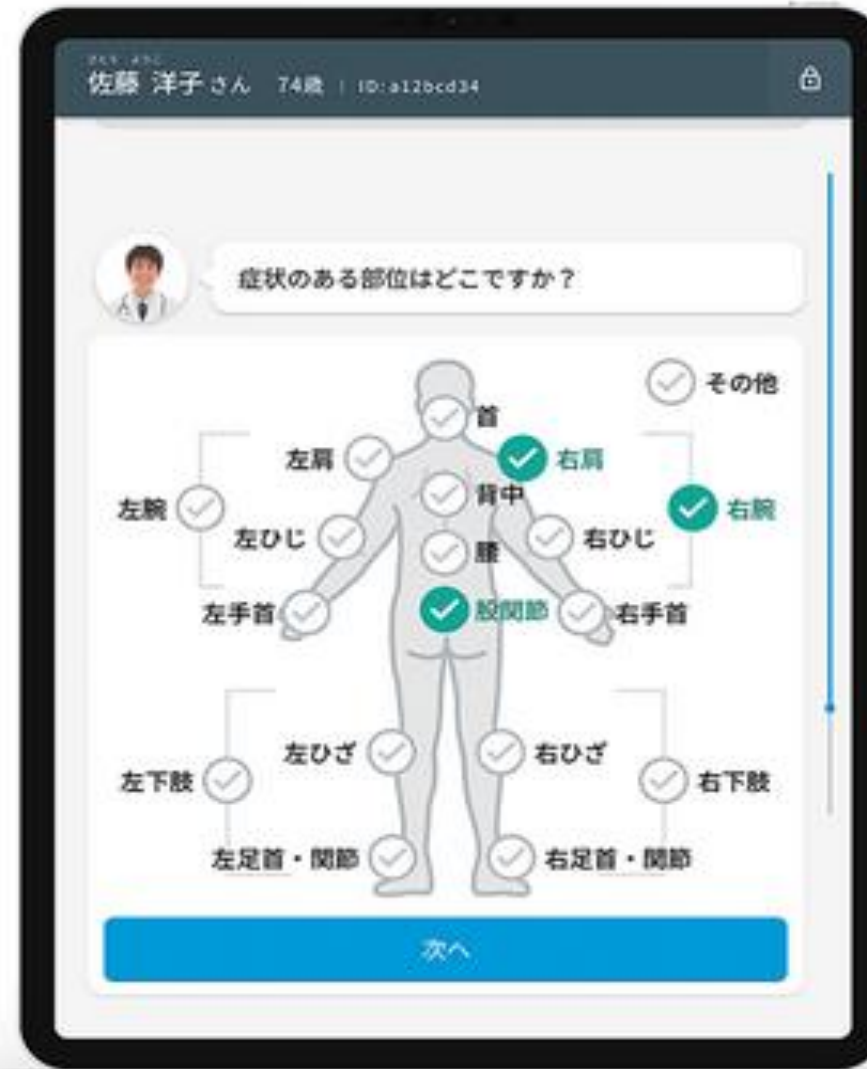 佐藤 洋子 さん 74歳 | ID:a12bcd34
症状のある部位はどこですか？
その他
首
左肩
右肩
背中
左腕
右腕
左ひじ
右ひじ
腰
左手首
股関節
右手首
左ひざ
右ひざ
左下肢
右下肢
左足首・関節
右足首・関節
次へ